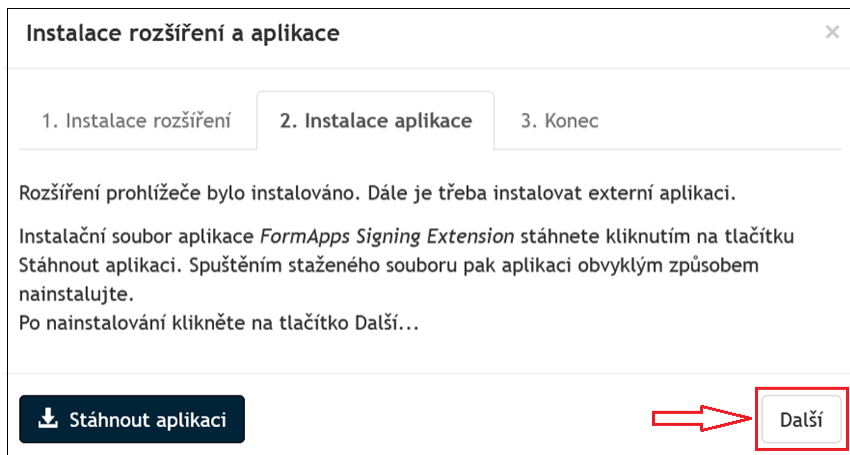 Instalace rozšíření a aplikace ×
1. Instalace rozšíření 2. Instalace aplikace 3. Konec
Rozšíření prohlížeče bylo instalováno. Dále je třeba instalovat externí aplikaci.
Instalační soubor aplikace FormApps Signing Extension stáhnete kliknutím na tlačítku
Stáhnout aplikaci. Spuštěním staženého souboru pak aplikaci obvyklým způsobem
nainstalujte.
Po nainstalování klikněte na tlačítko Další...
Stáhnout aplikaci Další